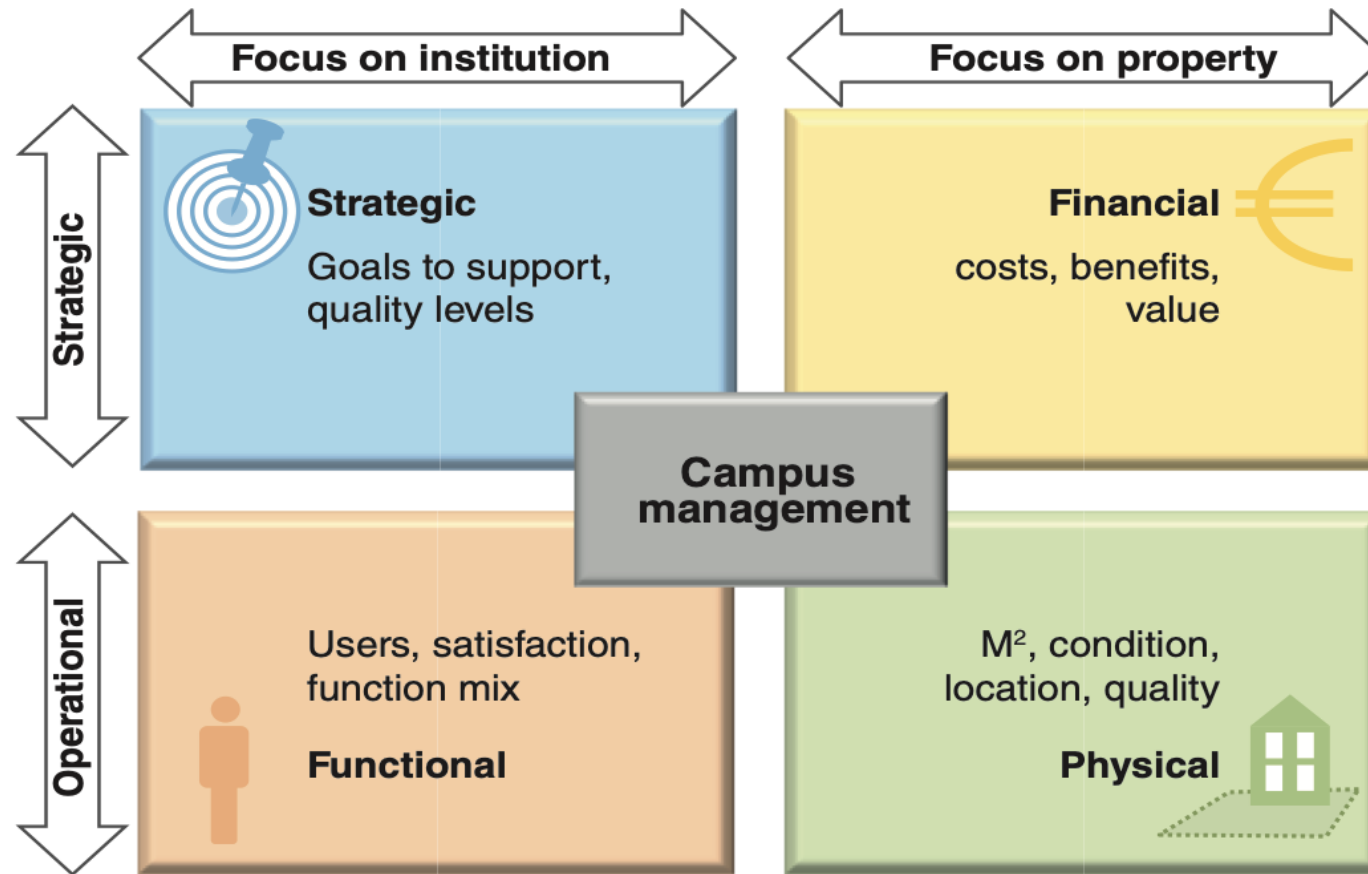 Focus on institution
Focus on property
Strategic
Strategic
Goals to support,
quality levels
Financial
costs, benefits,
value
Campus
management
Operational
Users, satisfaction,
function mix
Functional
M², condition,
location, quality
Physical